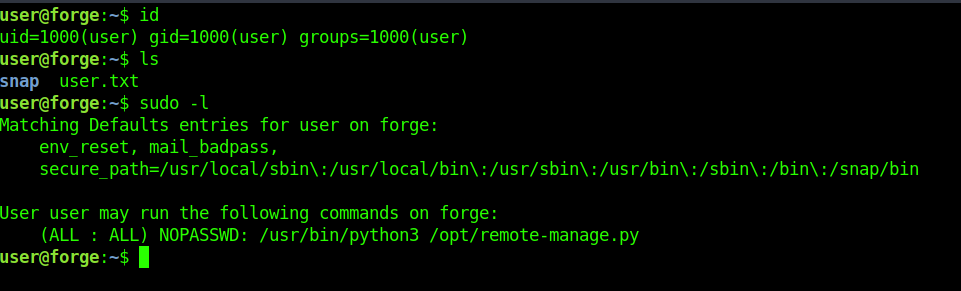 user@forge:~$ id
uid=1000(user) gid=1000(user) groups=1000(user)
user@forge:~$ ls
snap  user.txt
user@forge:~$ sudo -l
Matching Defaults entries for user on forge:
    env_reset, mail_badpass,
    secure_path=/usr/local/sbin\:/usr/local/bin\:/usr/sbin\:/usr/bin\:/sbin\:/bin\:/snap/bin

User user may run the following commands on forge:
    (ALL : ALL) NOPASSWD: /usr/bin/python3 /opt/remote-manage.py
user@forge:~$